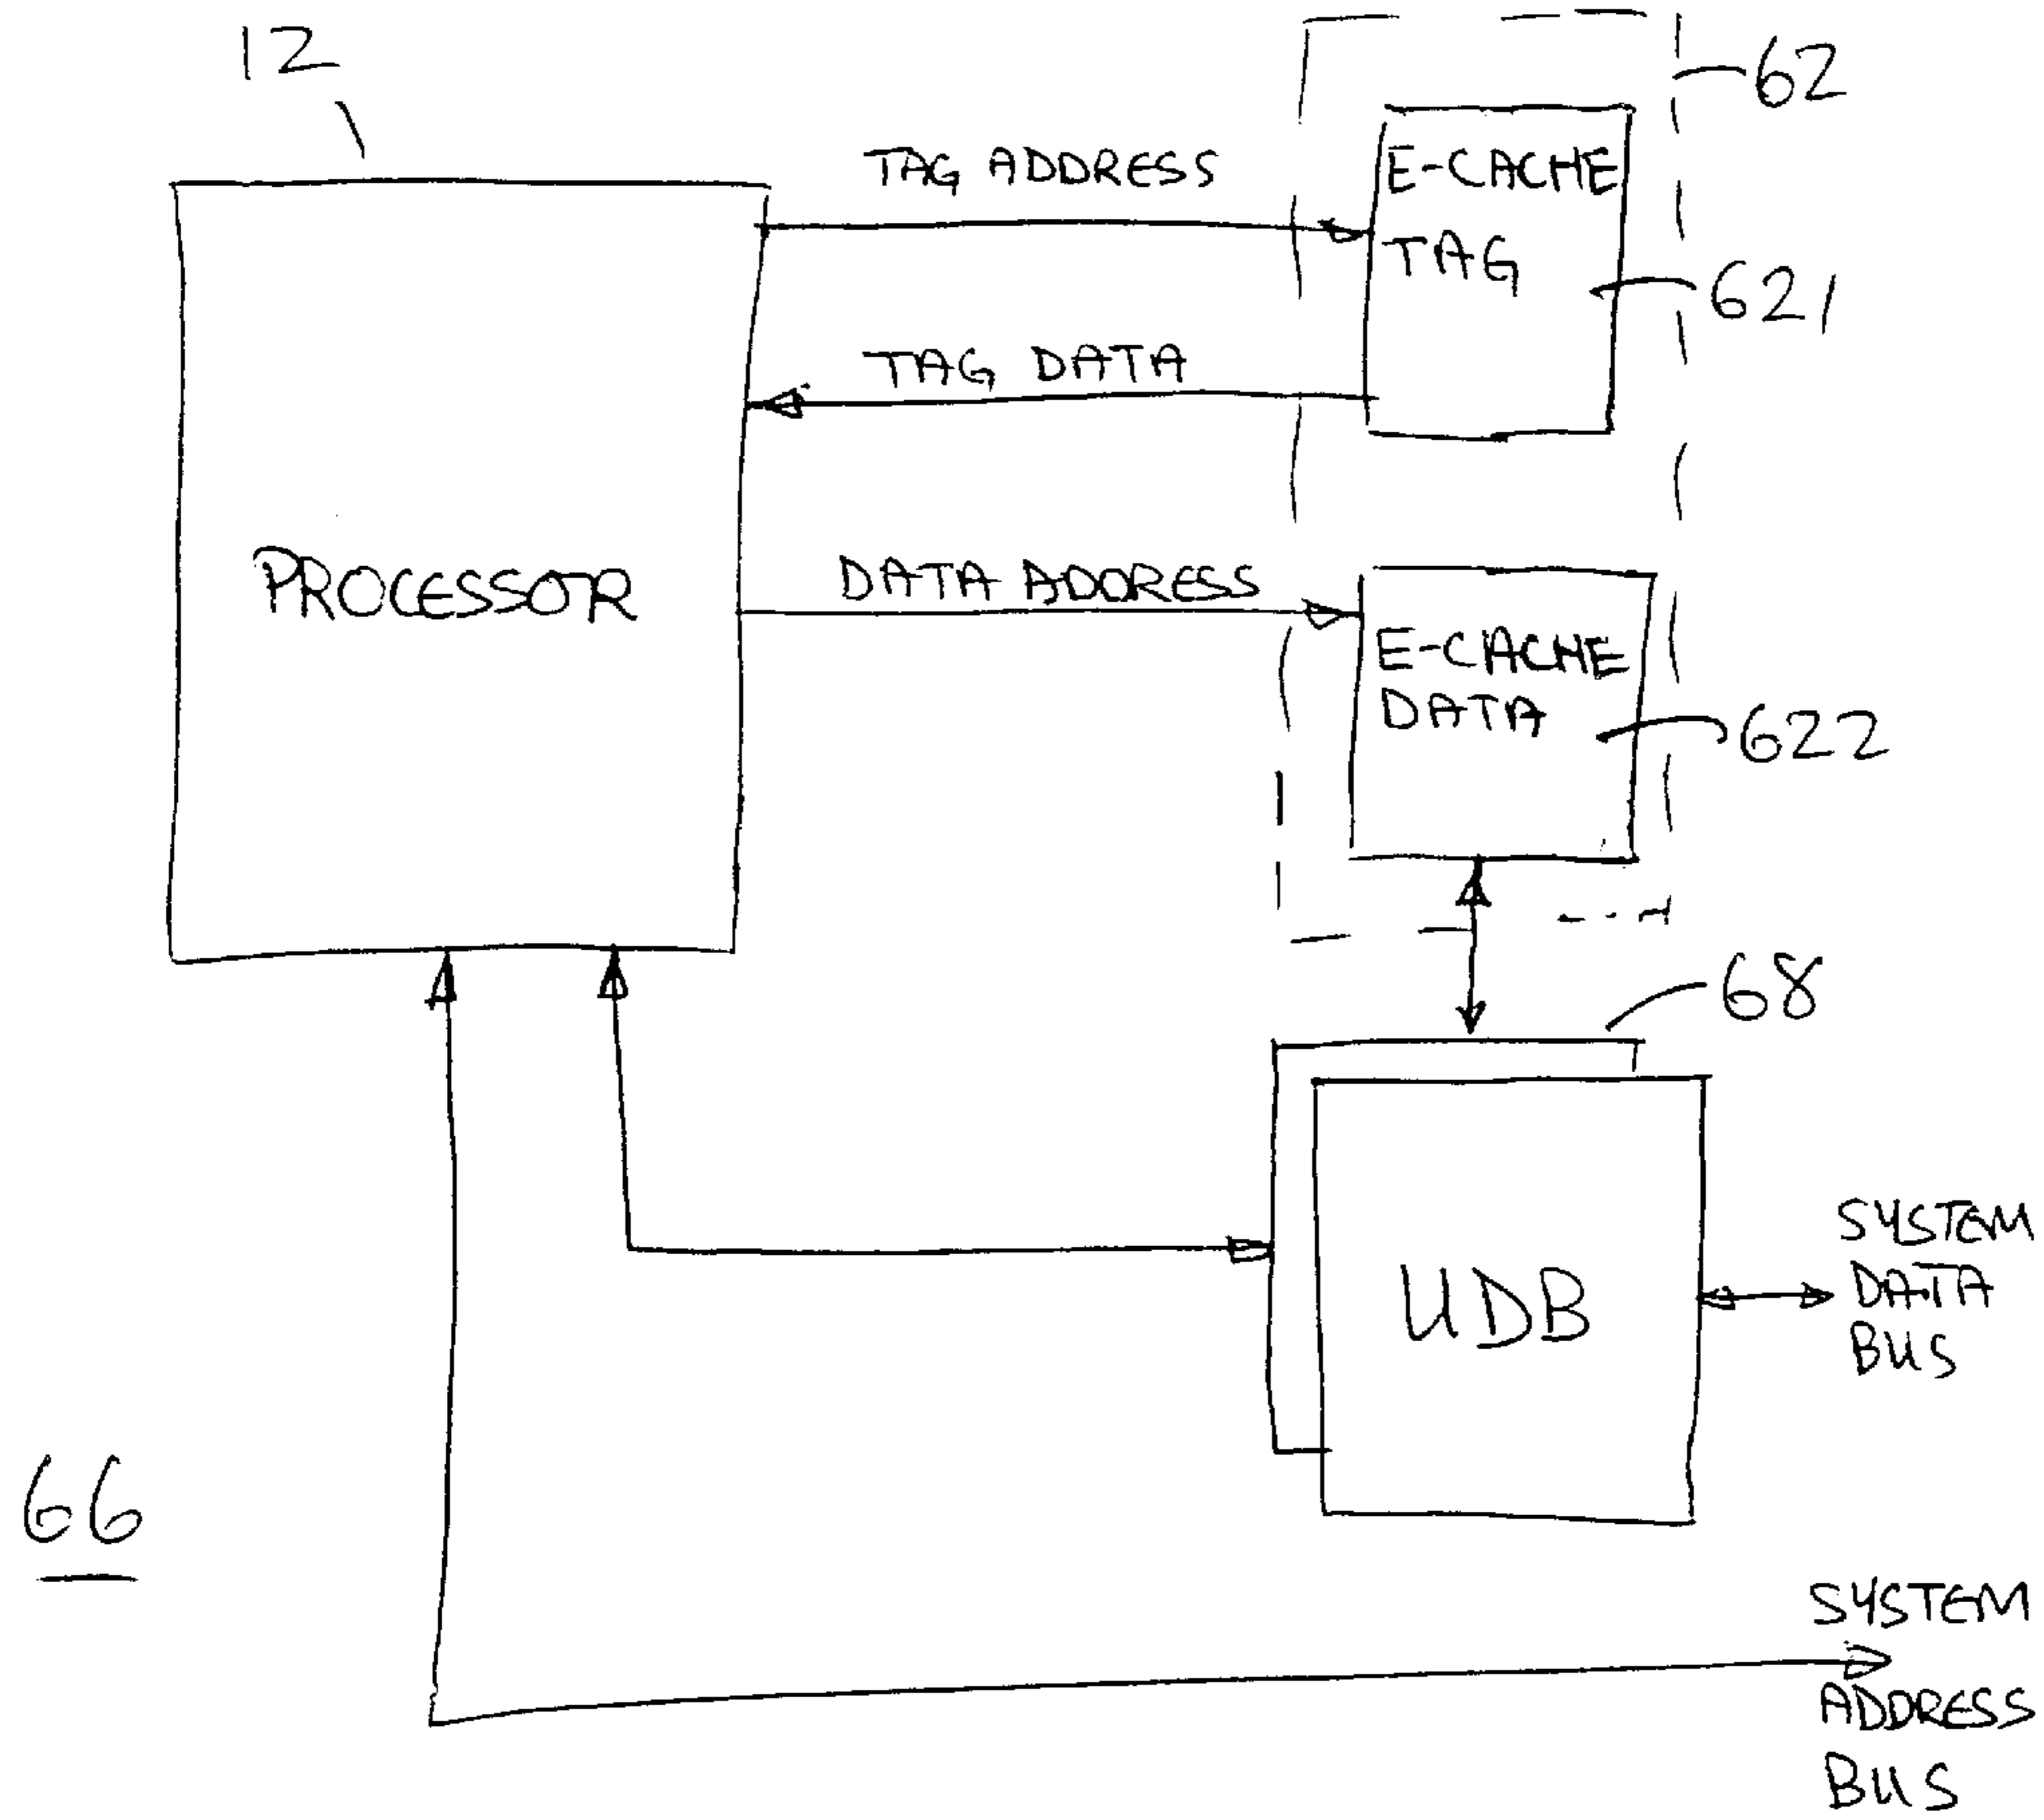 12
62
TAG ADDRESS
E-CACHE
TAG
621
TAG DATA
PROCESSOR
DATA ADDRESS
E-CACHE
DATA
622
68
UDB
SYSTEM
DATA
BUS
66
SYSTEM
ADDRESS
BUS